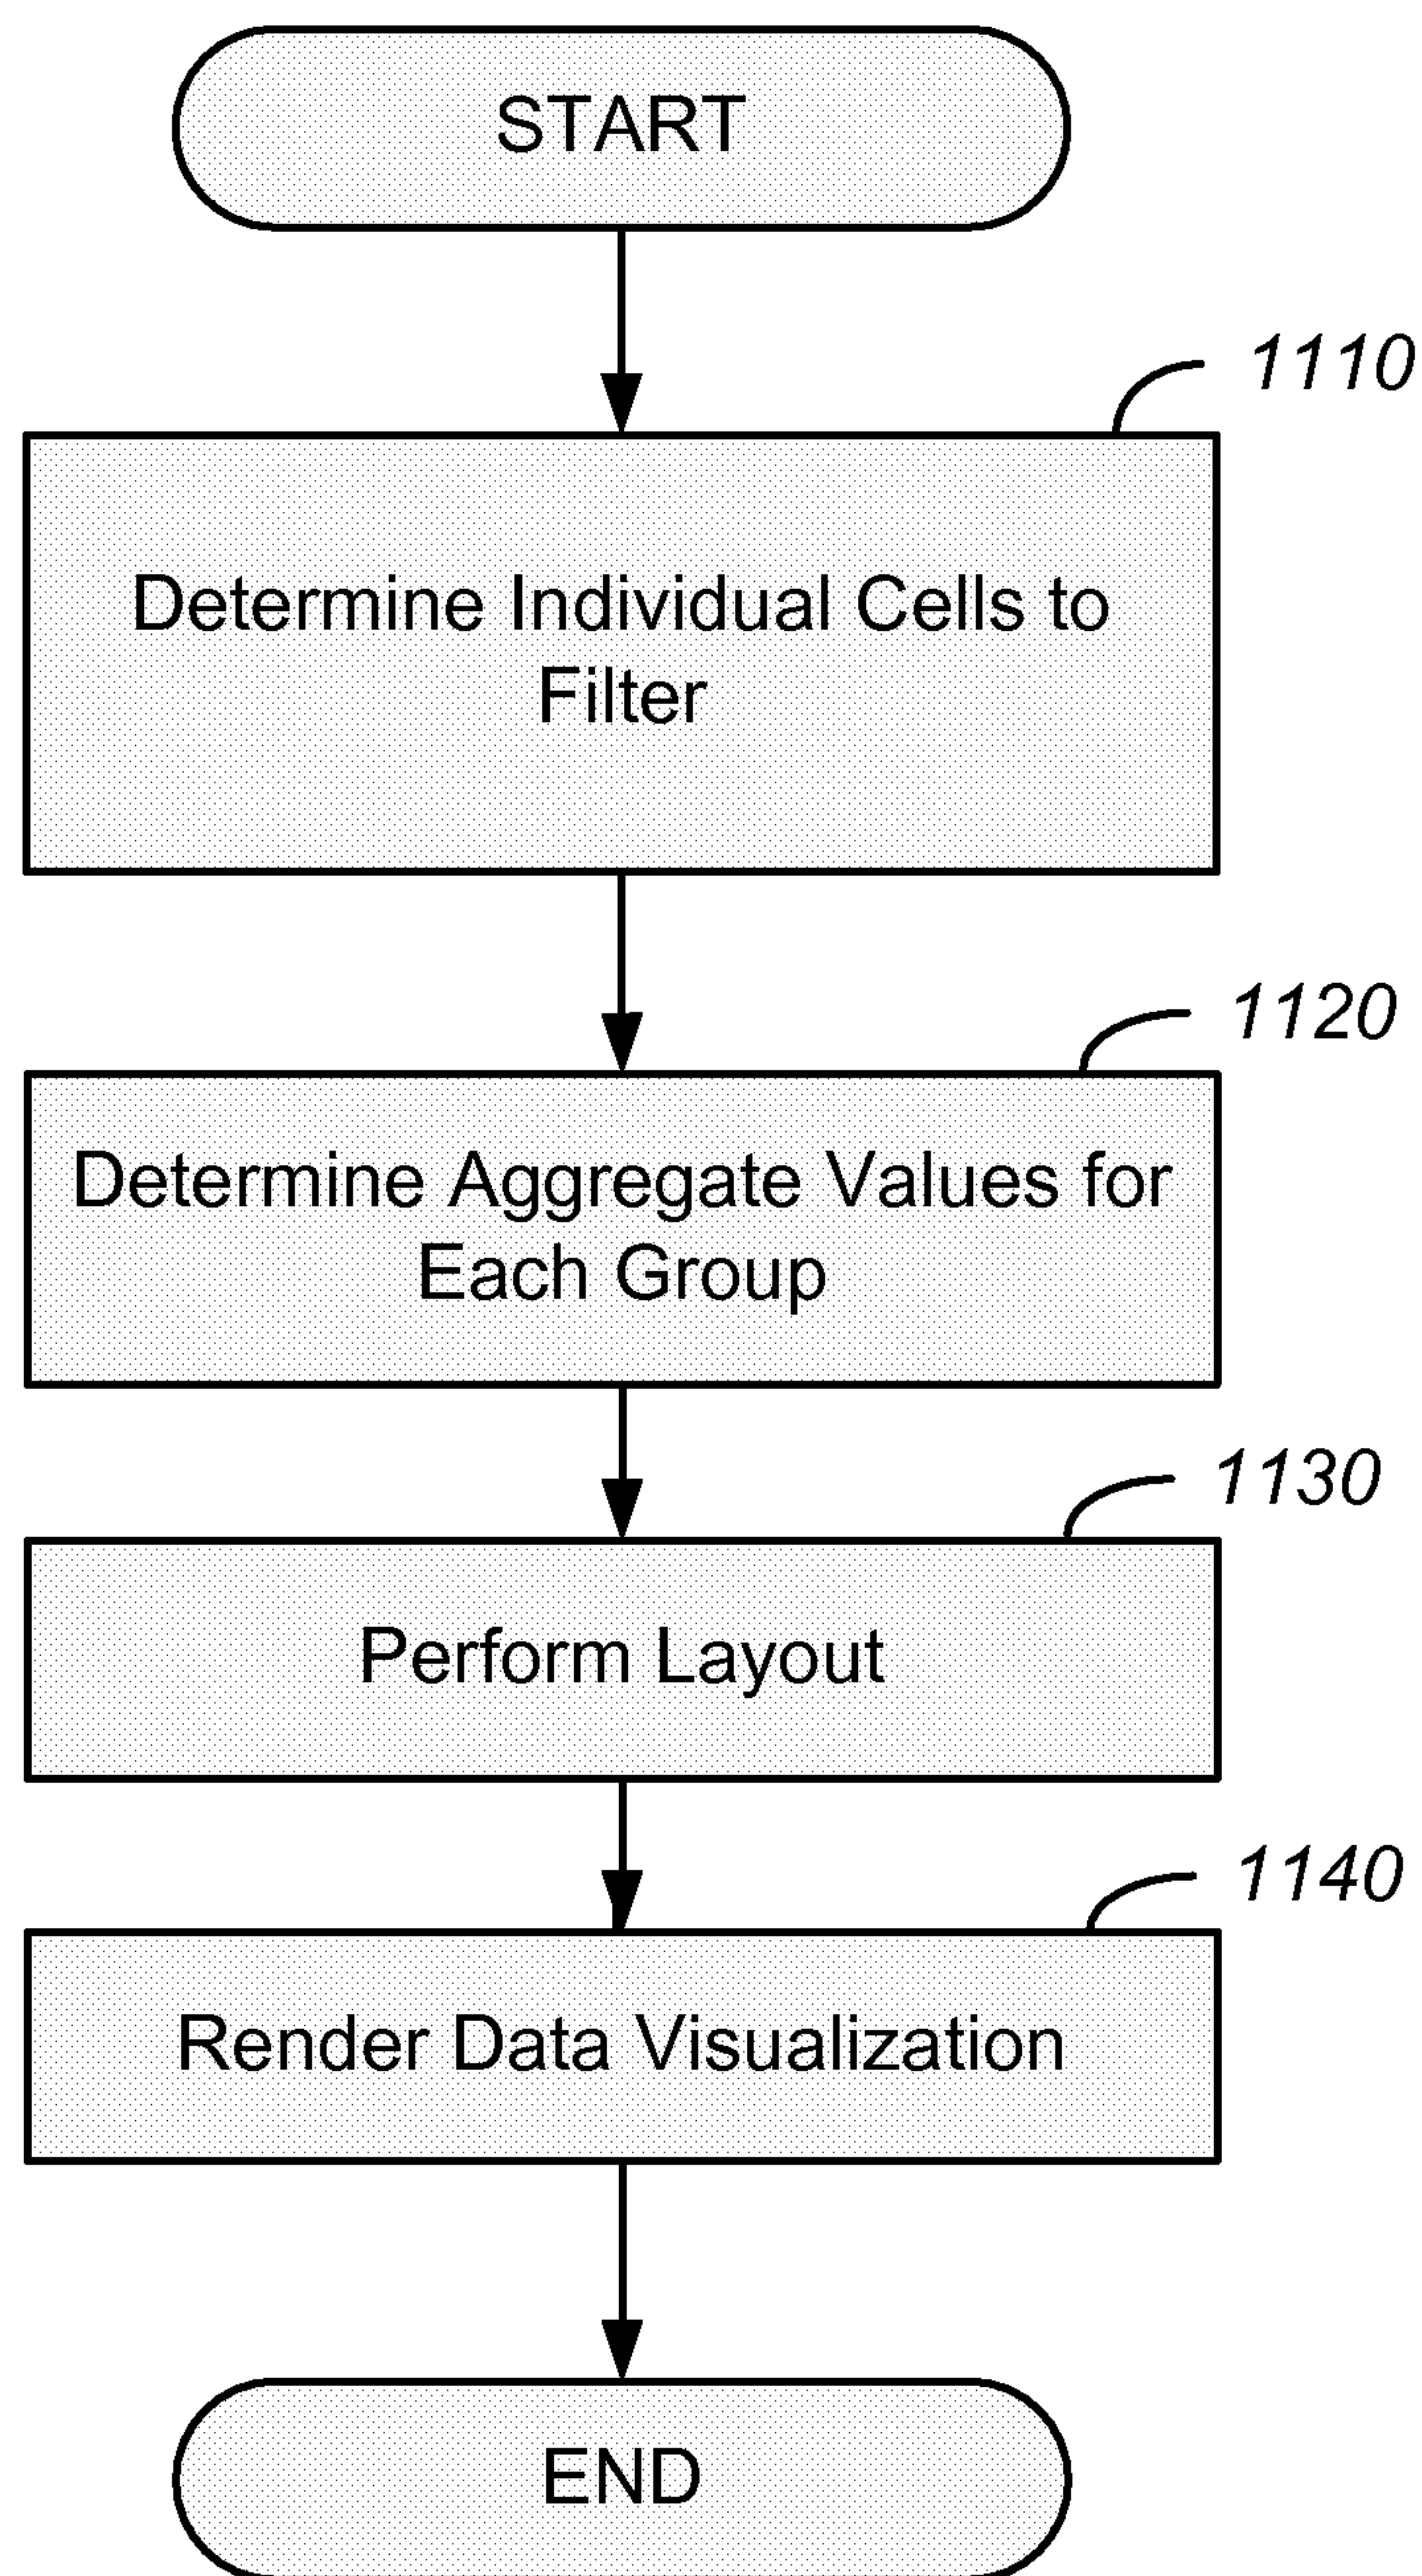 START
1110
Determine Individual Cells to
Filter
1120
Determine Aggregate Values for
Each Group
1130
Perform Layout
1140
Render Data Visualization
END